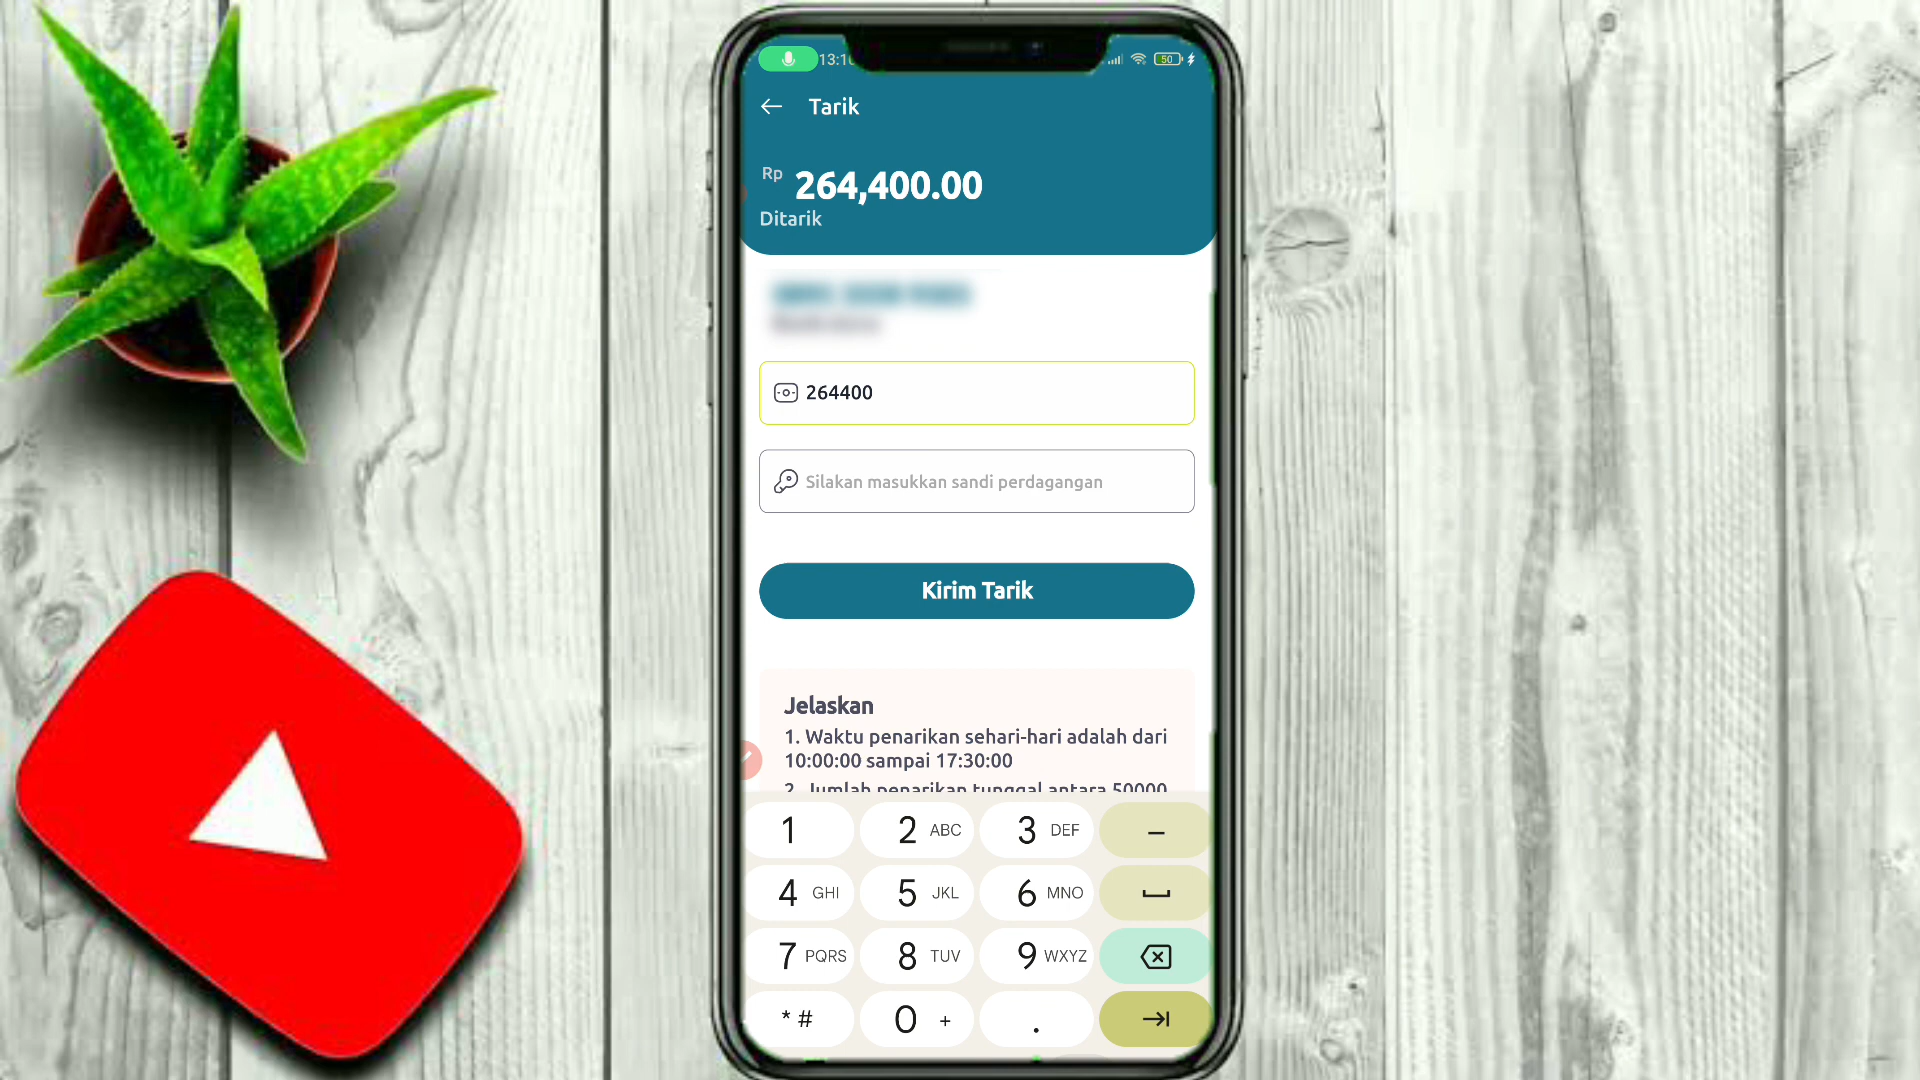 13:10
50
Tarik
Rp 264,400.00
Ditarik
264400
Silakan masukkan sandi perdagangan
Kirim Tarik
Jelaskan
1. Waktu penarikan sehari-hari adalah dari
10:00:00 sampai 17:30:00
2. Jumlah penarikan tunggal antara 50000
1 2 ABC 3 DEF –
4 GHI 5 JKL 6 MNO
7 PQRS 8 TUV 9 WXYZ
* # 0 + .